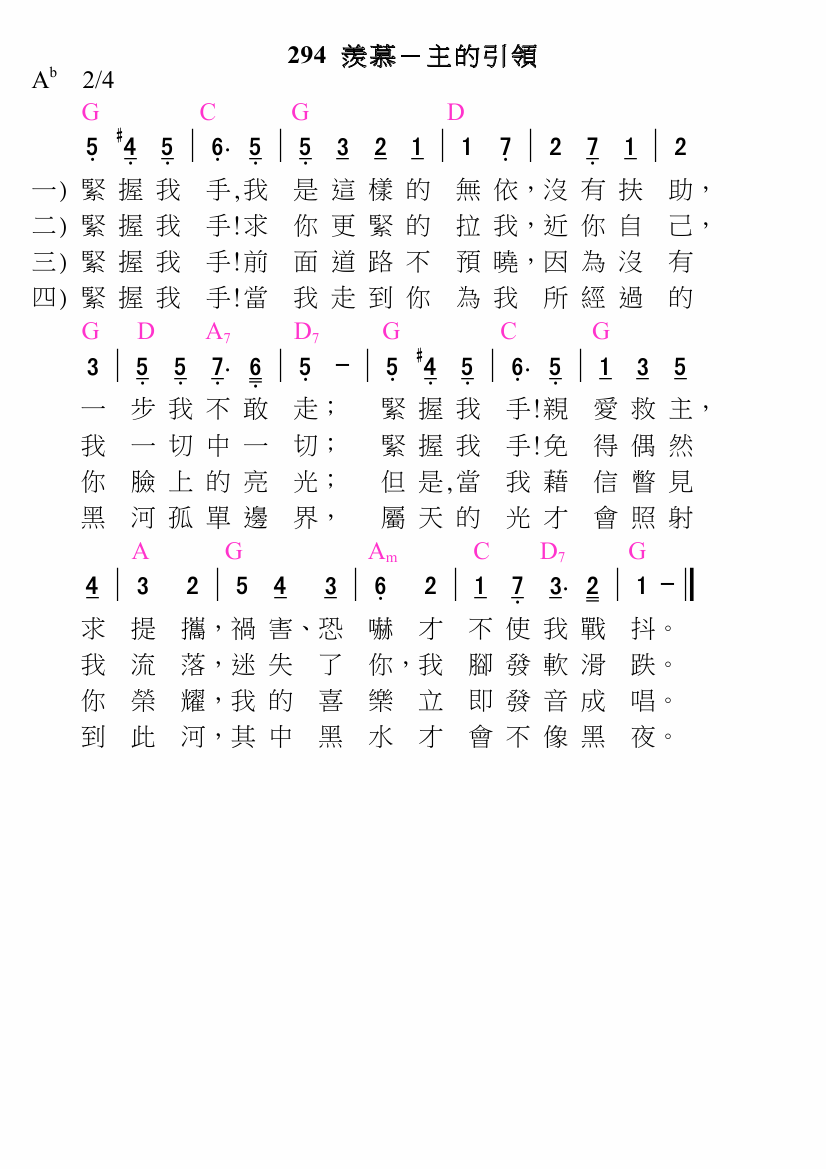 294 羨慕－主的引領
Ab 2/4
G C G D
5 #4 5 | 6. 5 | 5 3 2 1 | 1 7 | 2 7 1 | 2
一) 緊握我手,我是這樣的無依，沒有扶助，
二) 緊握我手!求你更緊的拉我，近你自己，
三) 緊握我手!前面道路不預曉，因為沒有
四) 緊握我手!當我走到你為我所經過的
G D A7 D7 G C G
3 | 5 5 7. 6 | 5 － | 5 #4 5 | 6. 5 | 1 3 5
一步我不敢走； 緊握我手!親愛救主，
我一切中一切； 緊握我手!免得偶然
你臉上的亮光； 但是,當我藉信瞥見
黑河孤單邊界， 屬天的光才會照射
A G Am C D7 G
4 | 3 2 | 5 4 3 | 6 2 | 1 7 3. 2 | 1 － ‖
求提攜，禍害、恐嚇才不使我戰抖。
我流落，迷失了你，我腳發軟滑跌。
你榮耀，我的喜樂立即發音成唱。
到此河，其中黑水才會不像黑夜。